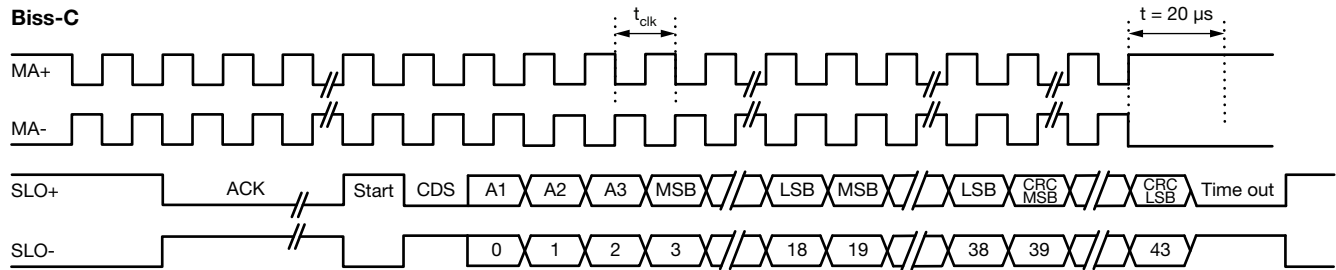 Biss-C
t_clk
t = 20 µs
MA+
MA-
SLO+ ACK Start CDS A1 A2 A3 MSB LSB MSB LSB CRC MSB CRC LSB Time out
SLO- 0 1 2 3 18 19 38 39 43